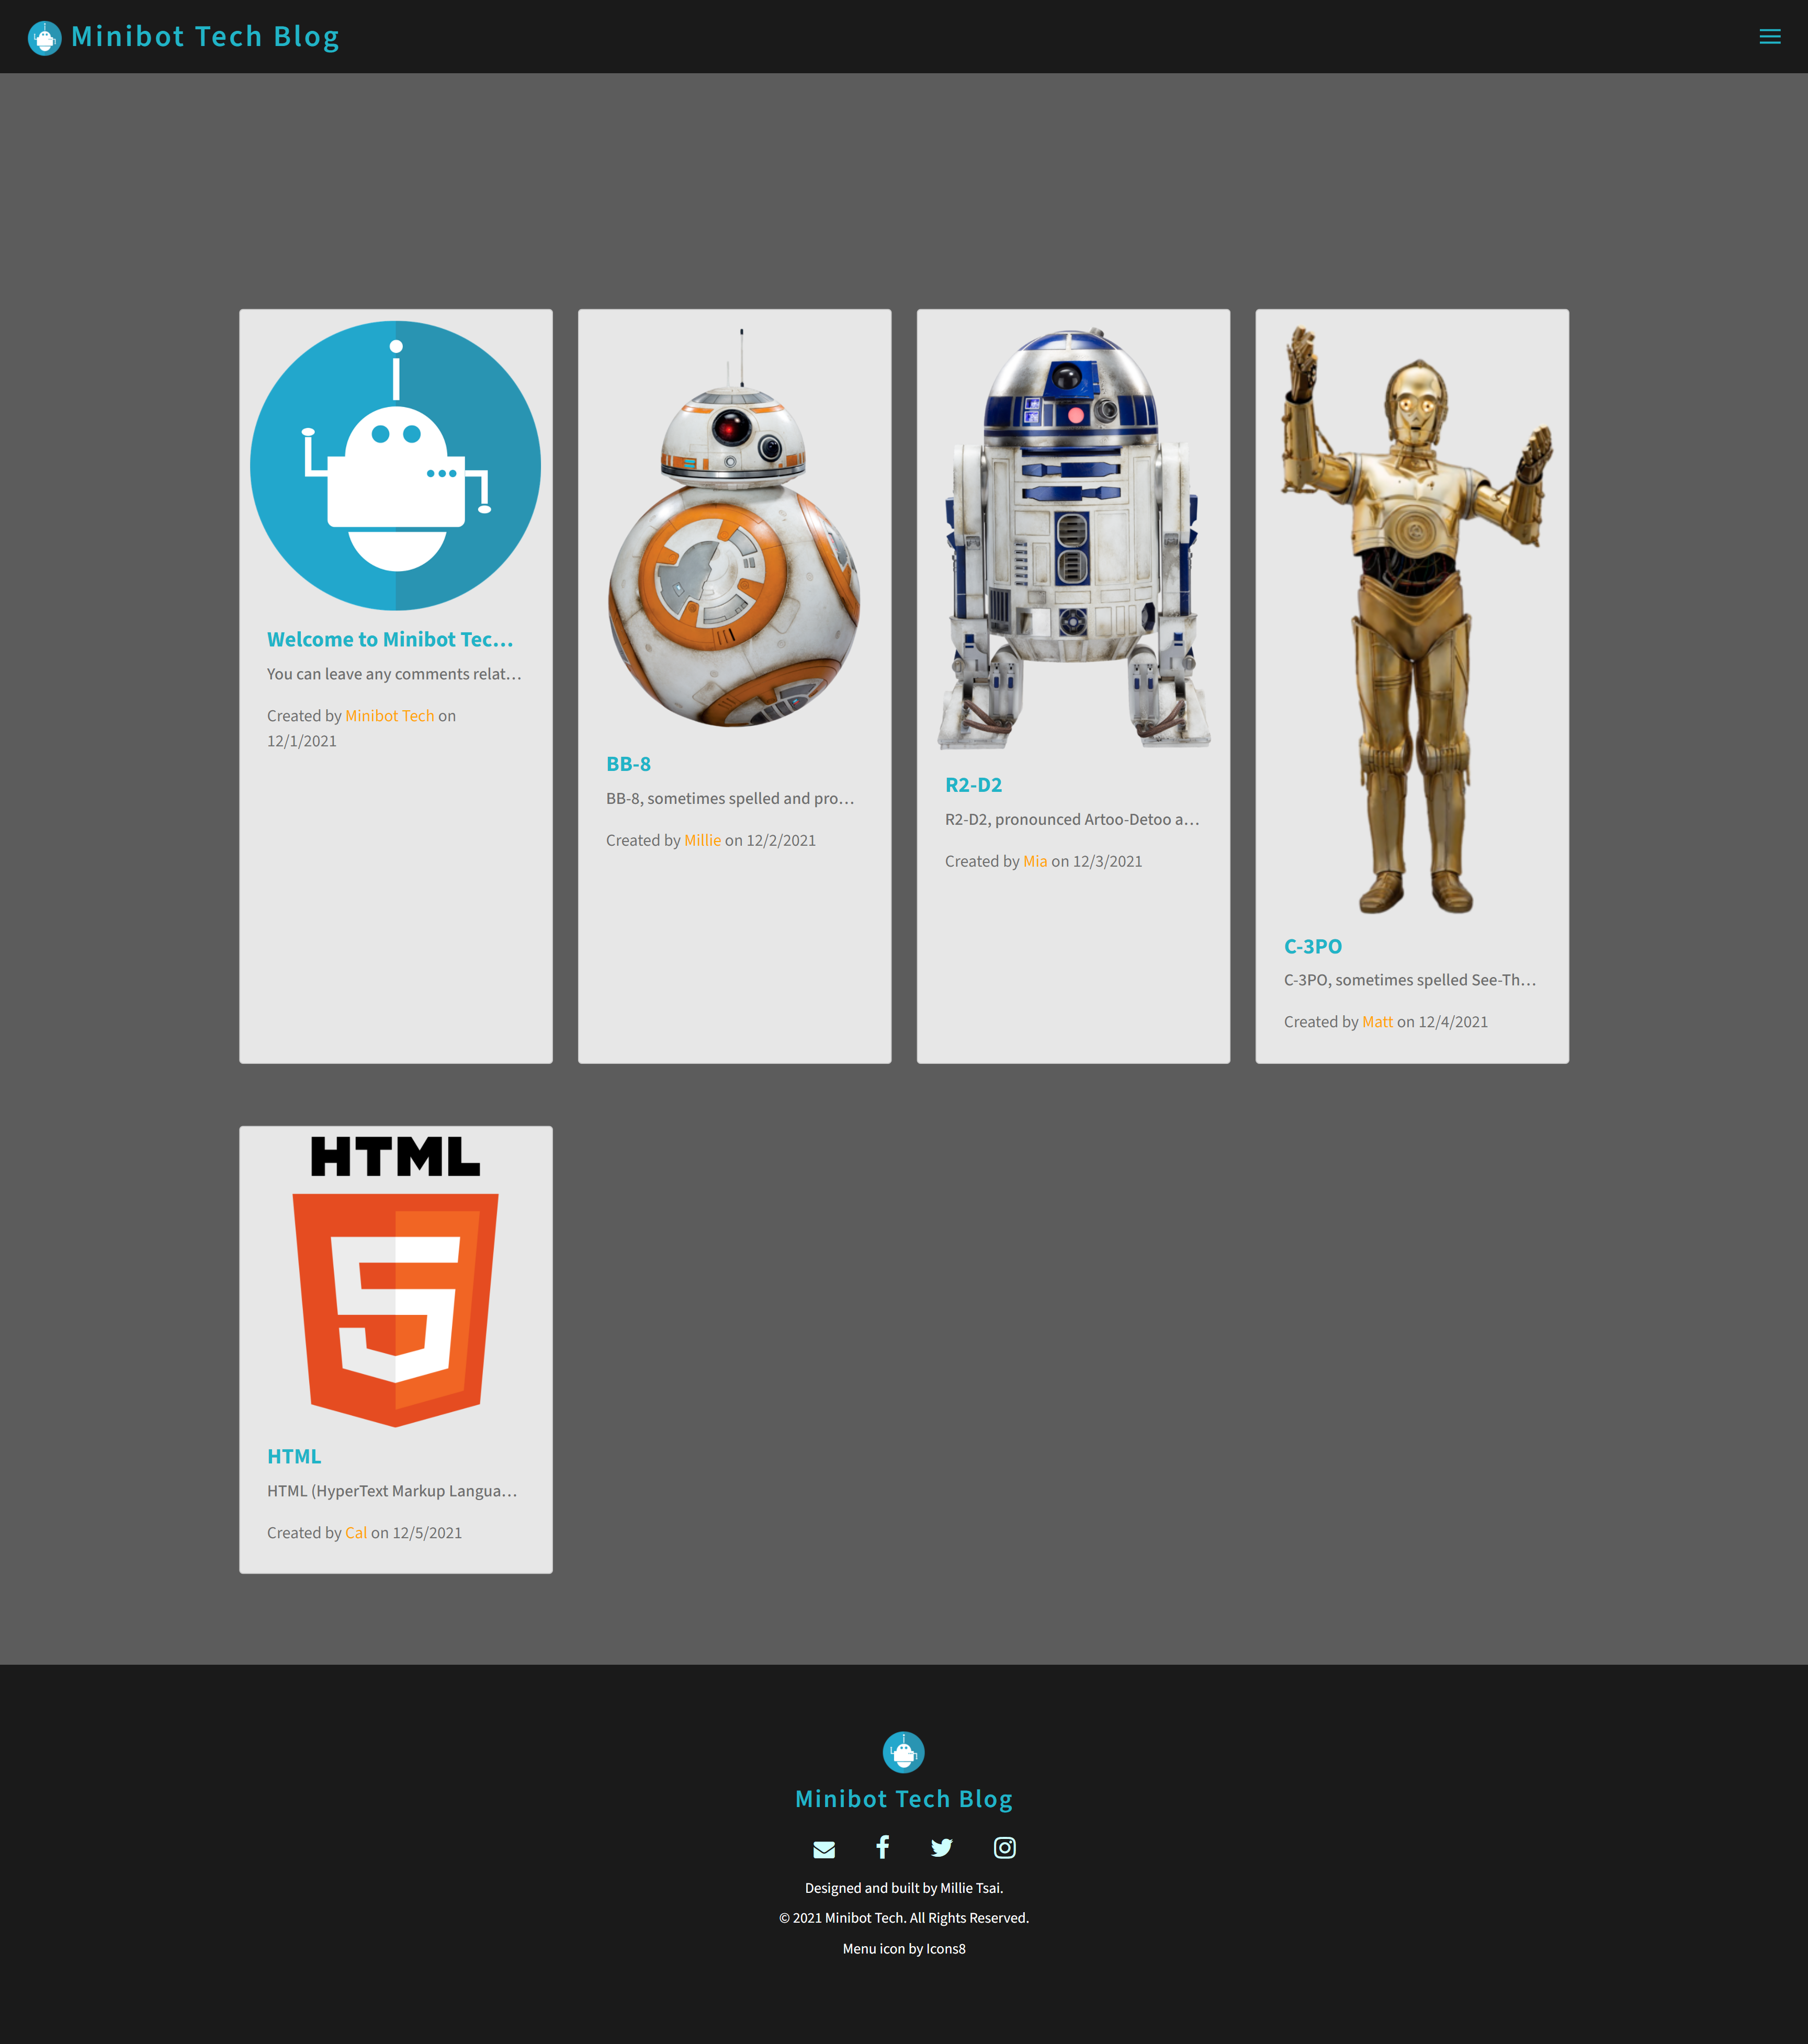 Minibot Tech Blog
Welcome to Minibot Tec...
You can leave any comments relat...
Created by Minibot Tech on
12/1/2021
BB-8
BB-8, sometimes spelled and pro...
Created by Millie on 12/2/2021
R2-D2
R2-D2, pronounced Artoo-Detoo a...
Created by Mia on 12/3/2021
C-3PO
C-3PO, sometimes spelled See-Th...
Created by Matt on 12/4/2021
HTML
5
HTML
HTML (HyperText Markup Langua...
Created by Cal on 12/5/2021
Minibot Tech Blog
Designed and built by Millie Tsai.
© 2021 Minibot Tech. All Rights Reserved.
Menu icon by Icons8